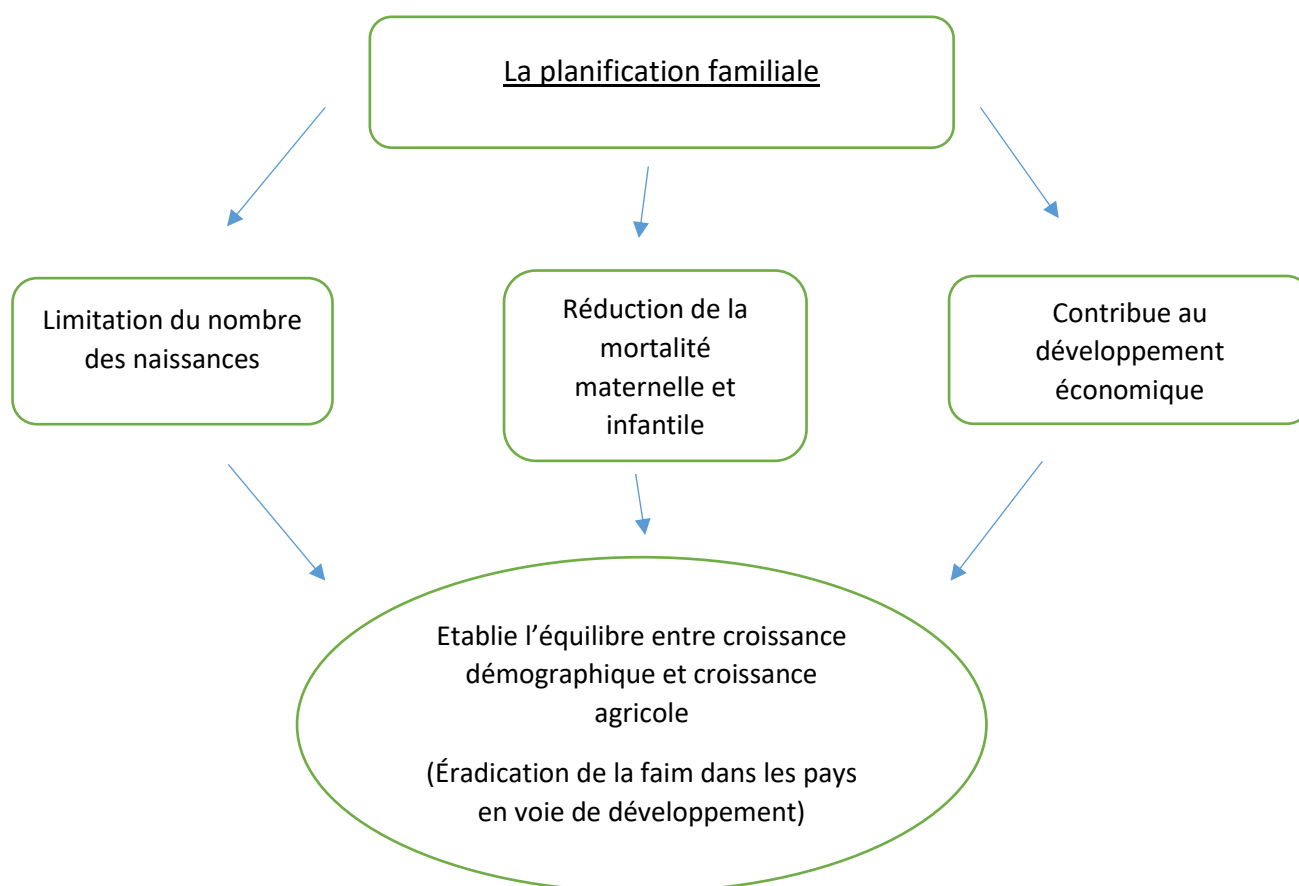 La planification familiale
Limitation du nombre
des naissances
Réduction de la
mortalité
maternelle et
infantile
Contribue au
développement
économique
Etablie l’équilibre entre croissance
démographique et croissance
agricole
(Éradication de la faim dans les pays
en voie de développement)